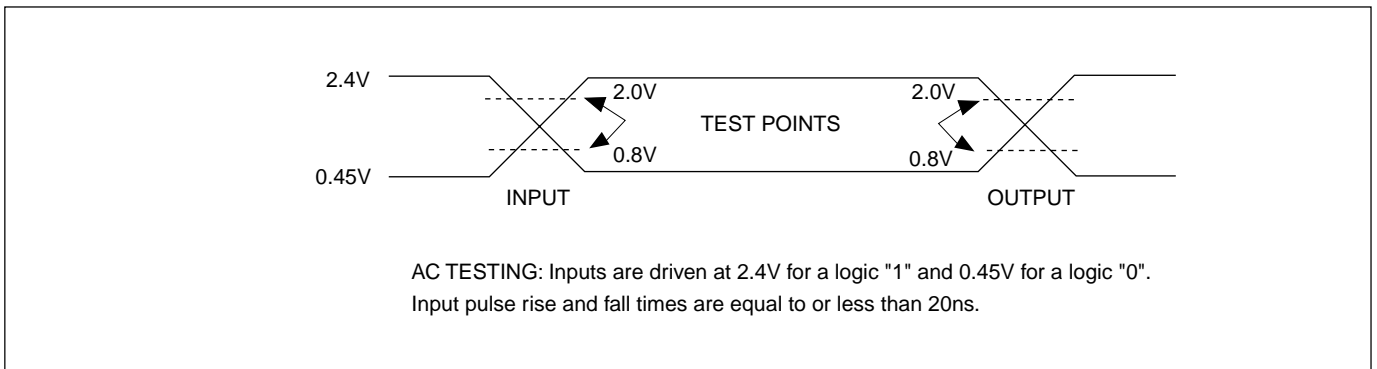 2.4V
2.0V
2.0V
TEST POINTS
0.8V
0.8V
0.45V
INPUT
OUTPUT
AC TESTING: Inputs are driven at 2.4V for a logic "1" and 0.45V for a logic "0".
Input pulse rise and fall times are equal to or less than 20ns.